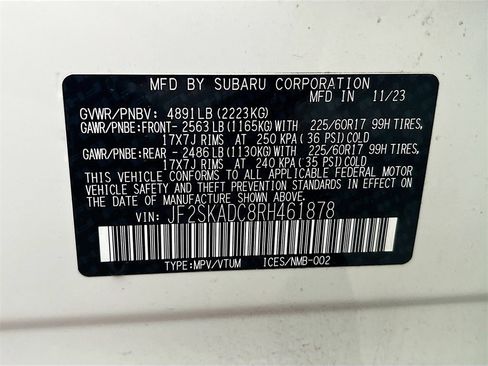 MFD BY SUBARU CORPORATION
MFD IN 11/23
GVWR/PNBV: 4891LB (2223KG)
GAWR/PNBE:FRONT- 2563LB (1165KG)WITH 225/60R17 99H TIRES,
17X7J RIMS AT 250 KPA ( 36 PSI)COLD
GAWR/PNBE:REAR - 2486LB (1130KG)WITH 225/60R17 99H TIRES,
17X7J RIMS AT 240 KPA (35 PSI)COLD
THIS VEHICLE CONFORMS TO ALL APPLICABLE FEDERAL MOTOR
VEHICLE SAFETY AND THEFT PREVENTION STANDARDS IN EFFECT ON
THE DATE OF MANUFACTURE SHOWN ABOVE.
VIN: JF2SKADC8RH461878
TYPE:MPV/VTUM ICES/NMB-002